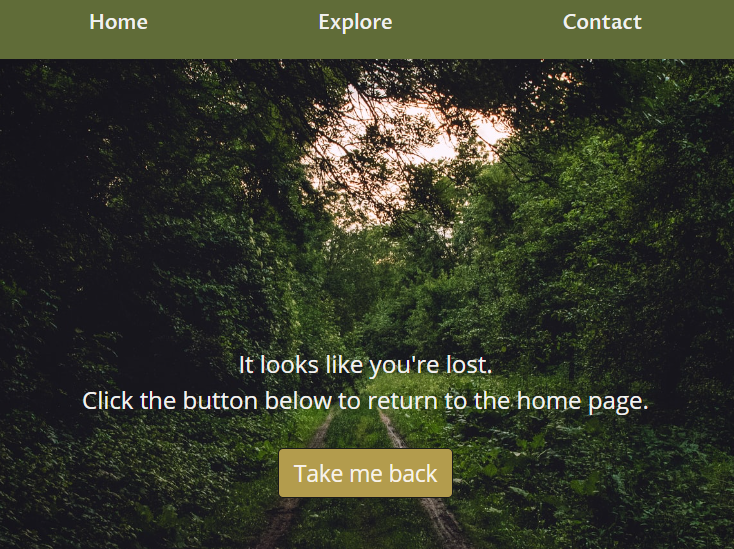 Home Explore Contact
It looks like you're lost.
Click the button below to return to the home page.
Take me back